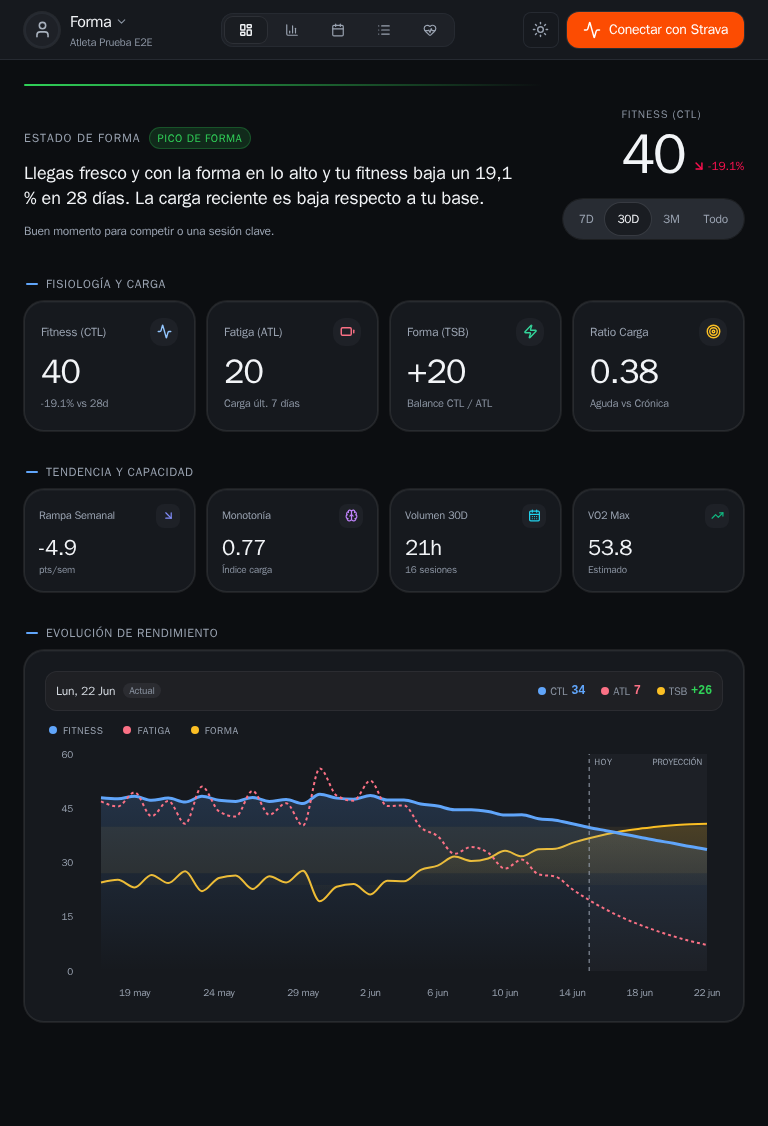 Forma
Atleta Prueba E2E
Conectar con Strava
ESTADO DE FORMA PICO DE FORMA
Llegas fresco y con la forma en lo alto y tu fitness baja un 19,1
% en 28 días. La carga reciente es baja respecto a tu base.
Buen momento para competir o una sesión clave.
FITNESS (CTL)
40 -19.1%
7D 30D 3M Todo
FISIOLOGÍA Y CARGA
Fitness (CTL)
40
-19.1% vs 28d
Fatiga (ATL)
20
Carga últ. 7 días
Forma (TSB)
+20
Balance CTL / ATL
Ratio Carga
0.38
Aguda vs Crónica
TENDENCIA Y CAPACIDAD
Rampa Semanal
-4.9
pts/sem
Monotonía
0.77
Índice carga
Volumen 30D
21h
16 sesiones
VO2 Max
53.8
Estimado
EVOLUCIÓN DE RENDIMIENTO
Lun, 22 Jun Actual CTL 34 ATL 7 TSB +26
FITNESS FATIGA FORMA
HOY PROYECCIÓN
60
45
30
15
0
19 may 24 may 29 may 2 jun 6 jun 10 jun 14 jun 18 jun 22 jun